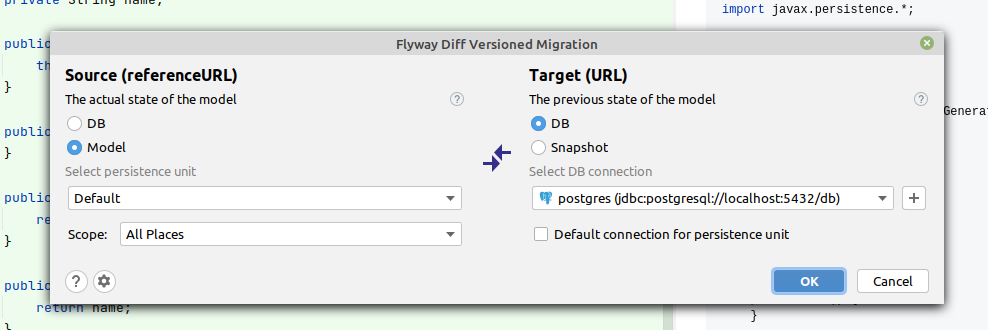 private String name;
import javax.persistence.*;
Flyway Diff Versioned Migration
public
th
}
public
}
public
re
}
public
return name;
}
Source (referenceURL)
The actual state of the model
?
DB
Model
Select persistence unit
Default
Scope:
All Places
?
Target (URL)
The previous state of the model
?
DB
Snapshot
Select DB connection
postgres (jdbc:postgresql://localhost:5432/db)
+
Default connection for persistence unit
OK
Cancel
Generat
}